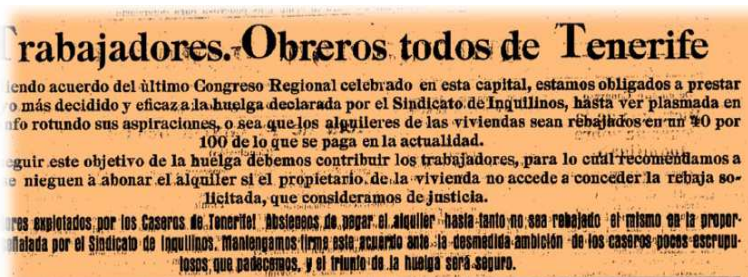 Trabajadores. Obreros todos de Tenerife
iendo acuerdo del último Congreso Regional celebrado en esta capital, estamos obligados a prestar
yo más decidido y eficaz a la huelga declarada por el Sindicato de Inquilinos, hasta ver plasmada en
nfo rotundo sus aspiraciones, o sea que los alquileres de las viviendas sean rebajados en un 40 por
100 de lo que se paga en la actualidad.
eguir este objetivo de la huelga debemos contribuir los trabajadores, para lo cual recomendamos a
ue nieguen a abonar el alquiler si el propietario de la vivienda no accede a conceder la rebaja so-
licitada, que consideramos de justicia.
ores explotados por los Caseros de Tenerife! Absteneos de pagar el alquiler hasta tanto no sea rebajado el mismo en la propor-
eñalada por el Sindicato de Inquilinos. Mantengamos firme este acuerdo ante la desmedida ambición de los caseros poces escrupu-
losos que padecemos, y el triunfo de la huelga será seguro.